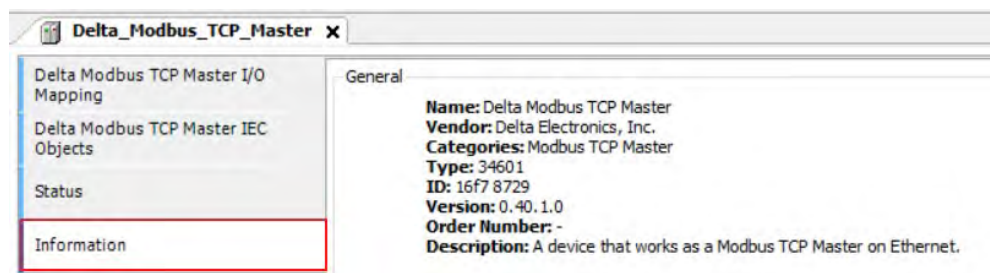 Delta_Modbus_TCP_Master X
Delta Modbus TCP Master I/O
Mapping
Delta Modbus TCP Master IEC
Objects
Status
Information
General
Name: Delta Modbus TCP Master
Vendor: Delta Electronics, Inc.
Categories: Modbus TCP Master
Type: 34601
ID: 16f7 8729
Version: 0.40.1.0
Order Number: -
Description: A device that works as a Modbus TCP Master on Ethernet.